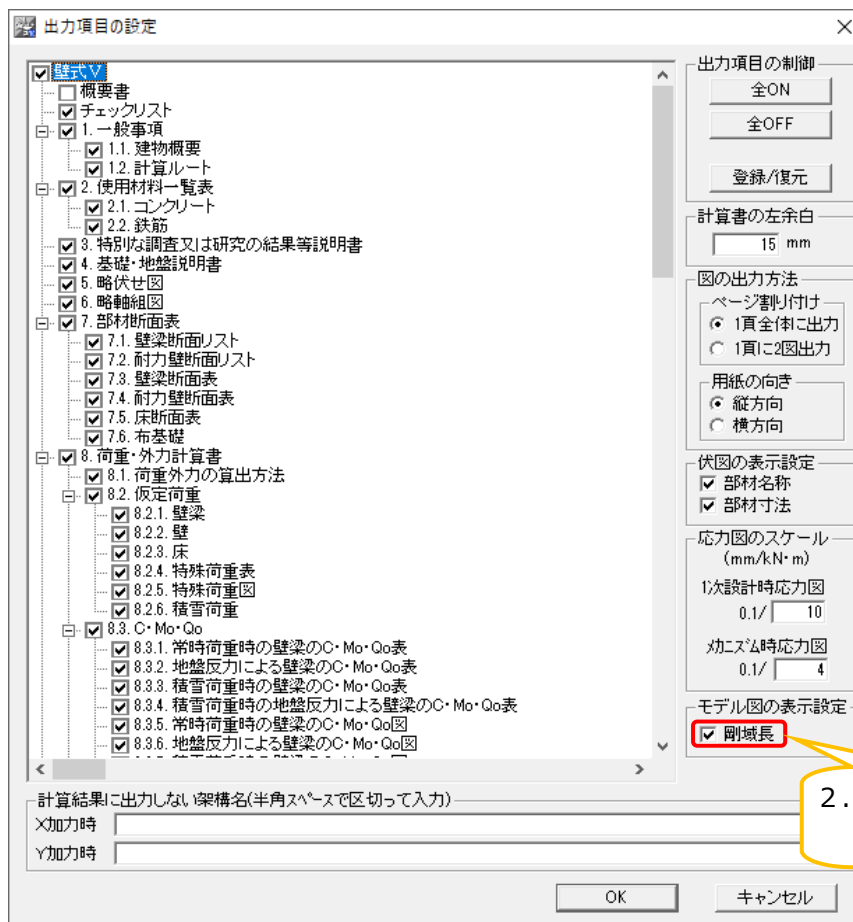 出力項目の設定
壁式Ⅴ
概要書
チェックリスト
1. 一般事項
1.1. 建物概要
1.2. 計算ルート
2. 使用材料一覧表
2.1. コンクリート
2.2. 鉄筋
3. 特別な調査又は研究の結果等説明書
4. 基礎・地盤説明書
5. 略伏せ図
6. 略軸組図
7. 部材断面表
7.1. 壁梁断面リスト
7.2. 耐力壁断面リスト
7.3. 壁梁断面表
7.4. 耐力壁断面表
7.5. 床断面表
7.6. 布基礎
8. 荷重・外力計算書
8.1. 荷重外力の算出方法
8.2. 仮定荷重
8.2.1. 壁梁
8.2.2. 壁
8.2.3. 床
8.2.4. 特殊荷重表
8.2.5. 特殊荷重図
8.2.6. 積雪荷重
8.3. C・Mo・Qo
8.3.1. 常時荷重時の壁梁のC・Mo・Qo表
8.3.2. 地盤反力による壁梁のC・Mo・Qo表
8.3.3. 積雪荷重時の壁梁のC・Mo・Qo表
8.3.4. 積雪荷重時の地盤反力による壁梁のC・Mo・Qo表
8.3.5. 常時荷重時の壁梁のC・Mo・Qo図
8.3.6. 地盤反力による壁梁のC・Mo・Qo図
出力項目の制御
全ON
全OFF
登録/復元
計算書の左余白
15 mm
図の出力方法
ページ割り付け
1頁全体に出力
1頁に2図出力
用紙の向き
縦方向
横方向
伏図の表示設定
部材名称
部材寸法
応力図のスケール
(mm/kN・m)
1次設計時応力図
0.1/ 10
ﾒｶﾆｽﾞﾑ時応力図
0.1/ 4
モデル図の表示設定
剛域長
2.
計算結果に出力しない架構名(半角ｽﾍﾟｰｽで区切って入力)
X加力時
Y加力時
OK
キャンセル